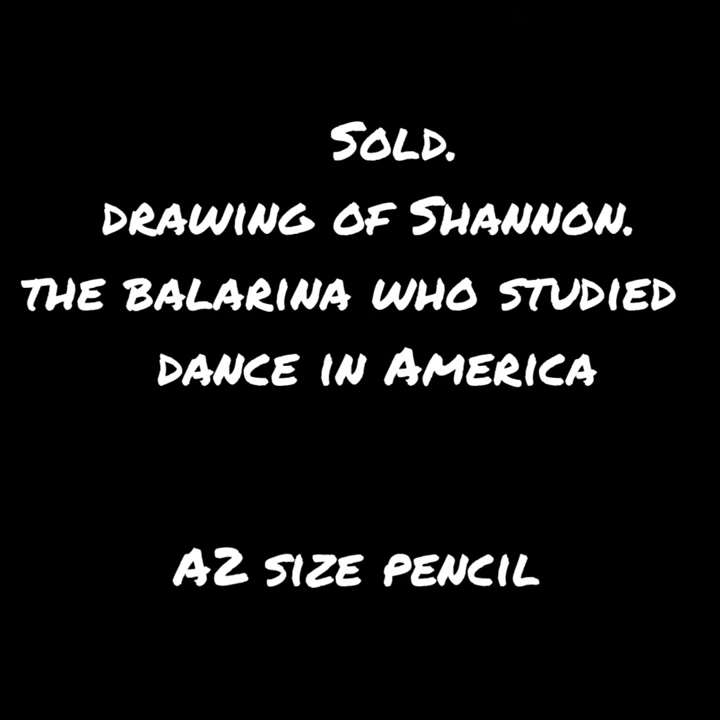 Sold.
drawing of Shannon.
the balarina who studied
dance in America
A2 size pencil